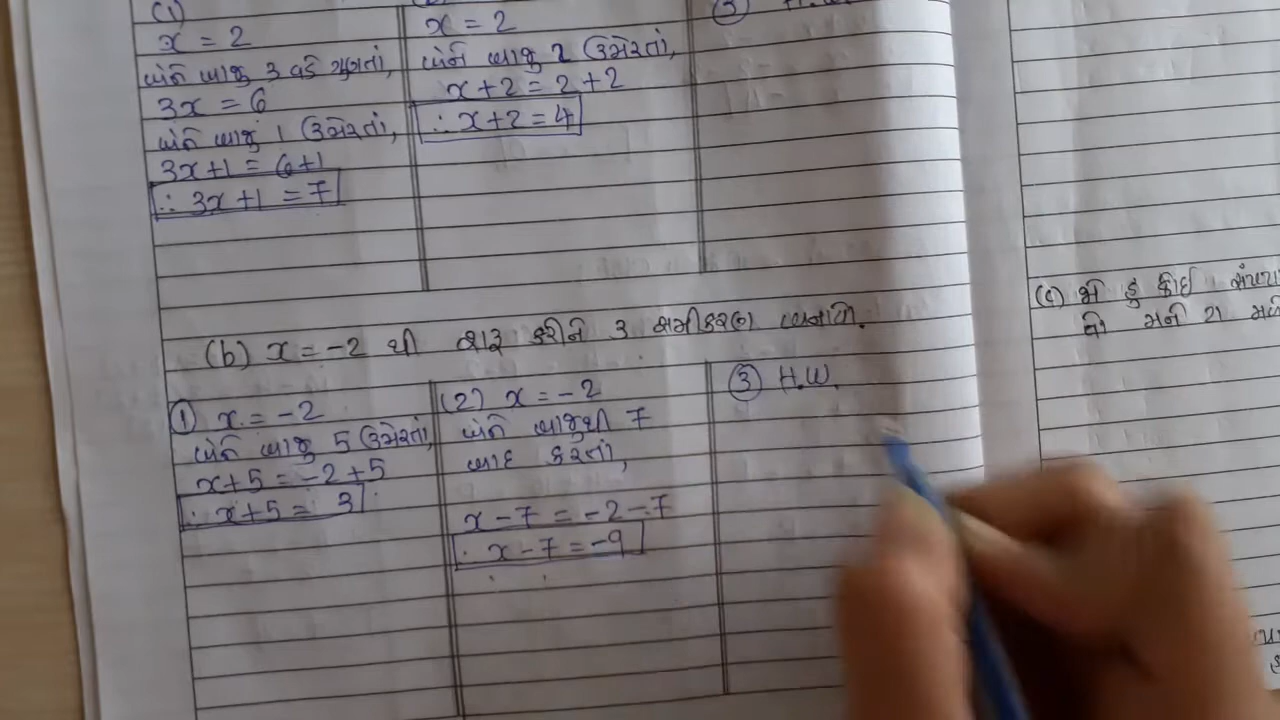 (1)
x = 2
બંને બાજુ 3 વડે ગુણતાં,
3x = 6
બંને બાજુ 1 ઉમેરતાં,
3x+1 = 6+1
∴ 3x+1 = 7
x = 2
બંને બાજુ 2 ઉમેરતાં,
x+2 = 2+2
∴ x+2 = 4
(b) x = -2 થી શરૂ કરીને 3 સમીકરણ બનાવો.
① x = -2
બંને બાજુ 5 ઉમેરતાં,
x+5 = -2+5
∴ x+5 = 3
(2) x = -2
બંને બાજુથી 7
બાદ કરતાં,
x-7 = -2-7
∴ x-7 = -9
③ H.W.
(c) જો હું કોઈ